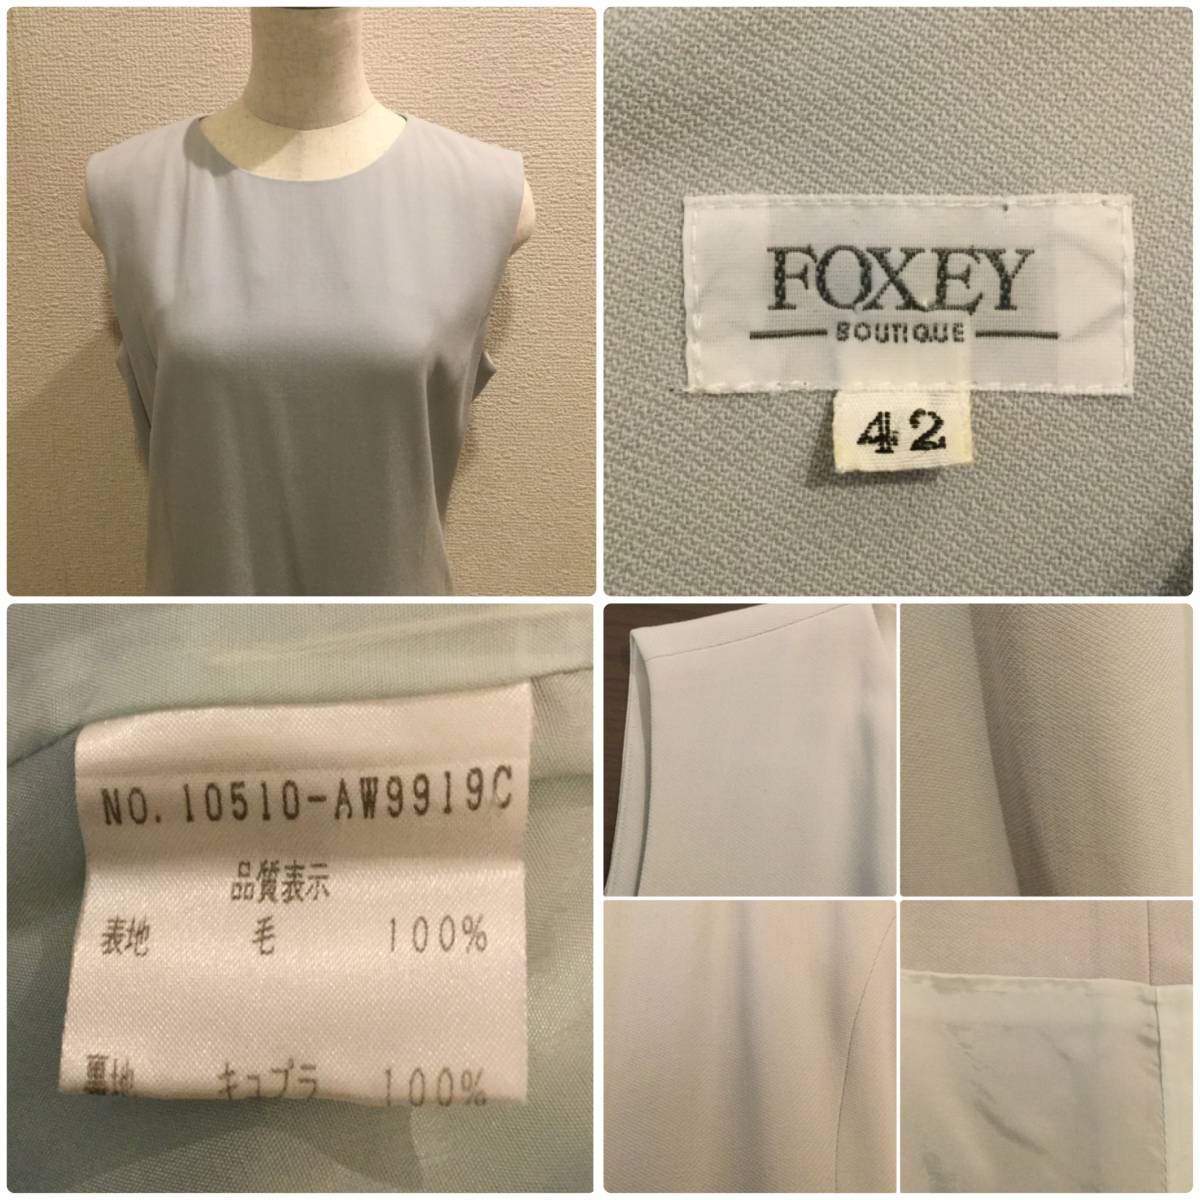 FOXEY
BOUTIQUE
42
NO. 10510-AW9919C
品質表示
表地 毛 100%
裏地 キュプラ 100%